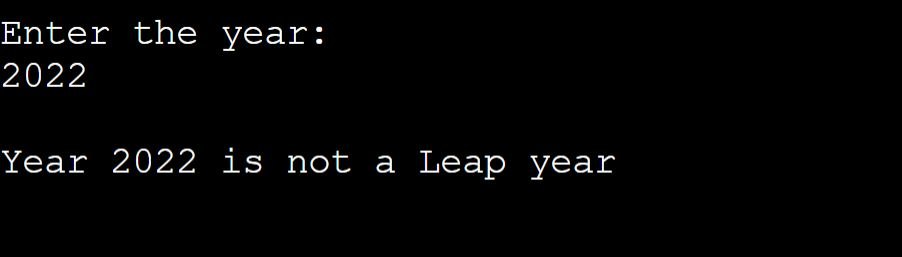 Enter the year:
2022
Year 2022 is not a Leap year